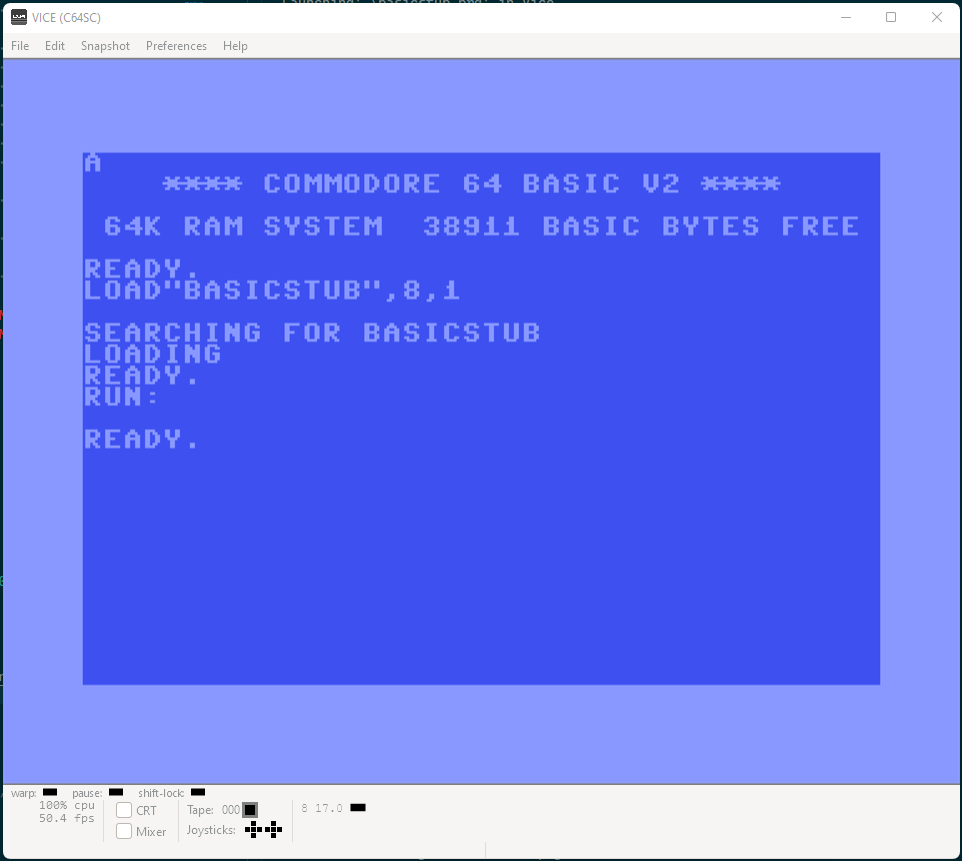 VICE (C64SC)
File Edit Snapshot Preferences Help
A
**** COMMODORE 64 BASIC V2 ****
64K RAM SYSTEM 38911 BASIC BYTES FREE
READY.
LOAD"BASICSTUB",8,1
SEARCHING FOR BASICSTUB
LOADING
READY.
RUN:
READY.
warp: pause: shift-lock:
100% cpu
50.4 fps
CRT
Mixer
Tape: 000
Joysticks:
8 17.0